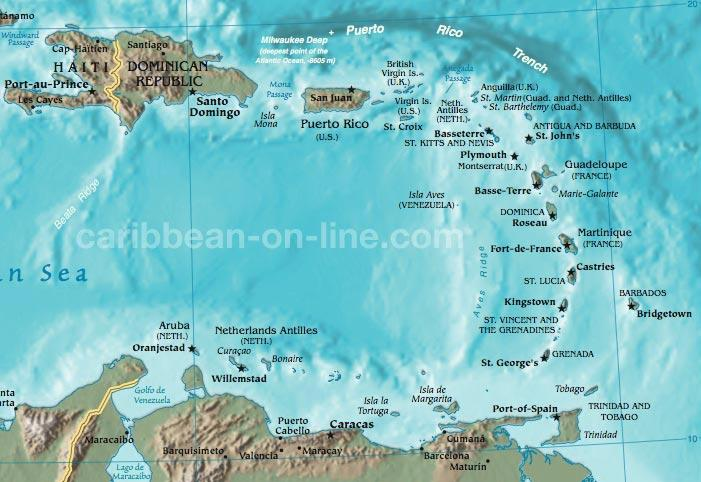 20
Windward
Passage
Cap-Haïtien
Santiago
HAITI
DOMINICAN
REPUBLIC
Port-au-Prince
Les Cayes
Santo
Domingo
Milwaukee Deep
(deepest point of the
Atlantic Ocean, -8605 m)
Puerto Rico Trench
Mona
Passage
Isla
Mona
San Juan
Puerto Rico
(U.S.)
British
Virgin Is.
(U.K.)
Virgin Is.
(U.S.)
St. Croix
Anegada
Passage
Neth.
Antilles
(NETH.)
Anguilla (U.K.)
St. Martin (Guad. and Neth. Antilles)
St. Barthelemy (Guad.)
Basseterre
ST. KITTS AND NEVIS
ANTIGUA AND BARBUDA
St. John's
Plymouth
Montserrat (U.K.)
Guadeloupe
(FRANCE)
Basse-Terre
Marie-Galante
Isla Aves
(VENEZUELA)
DOMINICA
Roseau
Martinique
(FRANCE)
Fort-de-France
Beata Ridge
caribbean-on-line.com
Aves Ridge
Castries
ST. LUCIA
n Sea
BARBADOS
Bridgetown
Kingstown
ST. VINCENT AND
THE GRENADINES
St. George's
GRENADA
Aruba
(NETH.)
Oranjestad
Netherlands Antilles
(NETH.)
Curaçao
Bonaire
Willemstad
Golfo de
Venezuela
Isla la
Tortuga
Isla de
Margarita
Tobago
Port-of-Spain
TRINIDAD AND
TOBAGO
Trinidad
Maracaibo
Lago de
Maracaibo
Barquisimeto
Puerto
Cabello
Valencia
Maracay
Caracas
Cumaná
Barcelona
Maturín
10